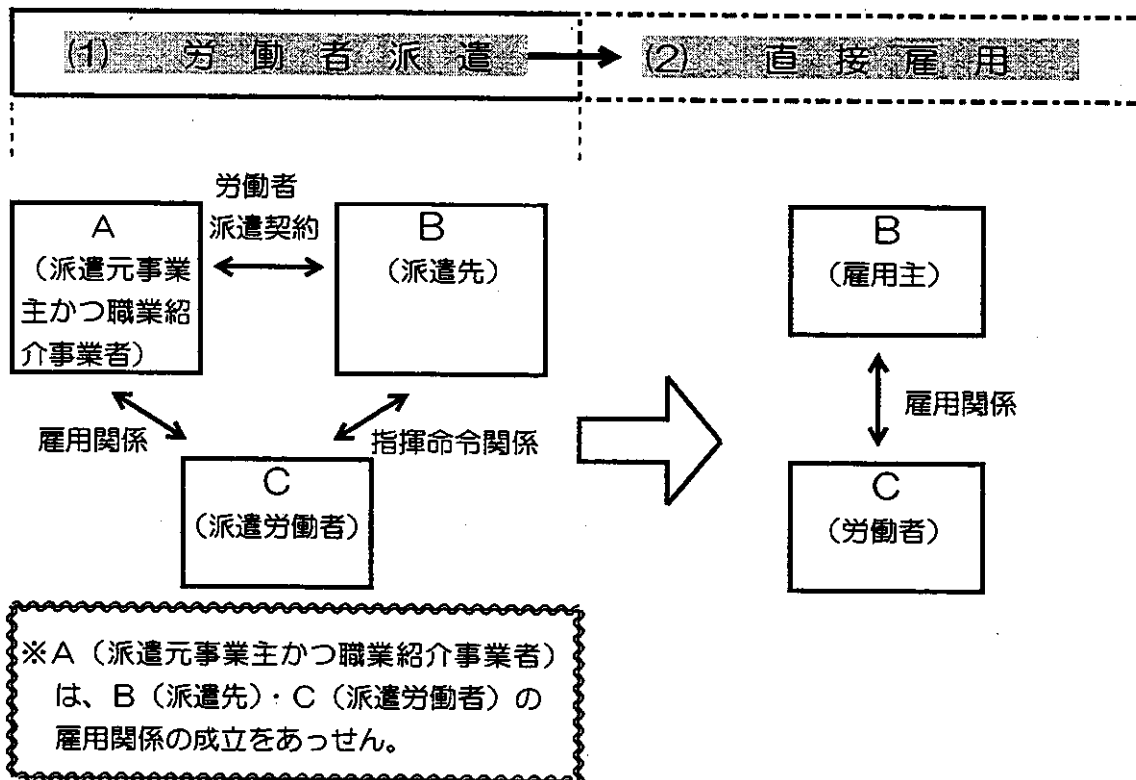 (1) 労働者派遣
(2) 直接雇用
労働者
派遣契約
A
（派遣元事業
主かつ職業紹
介事業者）
B
（派遣先）
雇用関係
指揮命令関係
C
（派遣労働者）
B
（雇用主）
雇用関係
C
（労働者）
※A（派遣元事業主かつ職業紹介事業者）
は、B（派遣先）・C（派遣労働者）の
雇用関係の成立をあっせん。